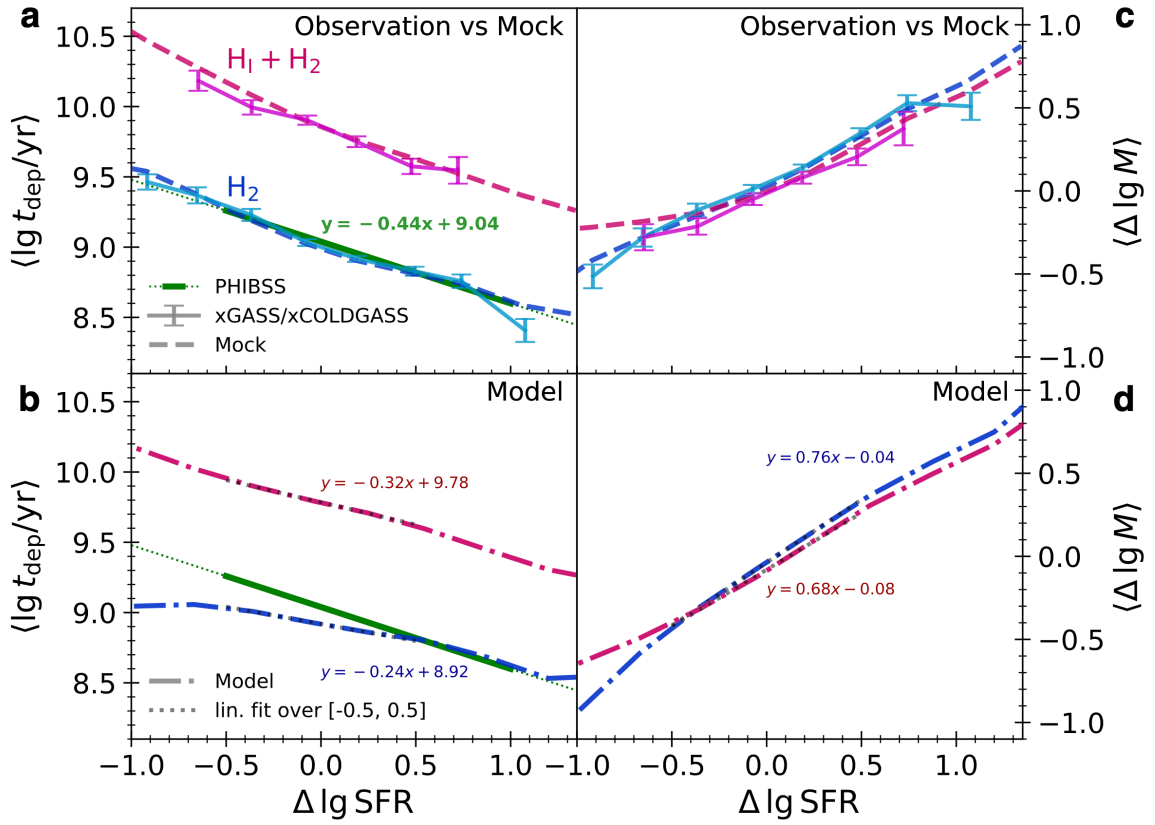 a
Observation vs Mock
H_I + H_2
H_2
y = −0.44x + 9.04
PHIBSS
xGASS/xCOLDGASS
Mock
⟨lg t_dep/yr⟩
10.5
10.0
9.5
9.0
8.5
c
Observation vs Mock
1.0
0.5
0.0
−0.5
−1.0
⟨Δ lg M⟩
b
Model
y = −0.32x + 9.78
y = −0.24x + 8.92
Model
lin. fit over [-0.5, 0.5]
⟨lg t_dep/yr⟩
10.5
10.0
9.5
9.0
8.5
−1.0 −0.5 0.0 0.5 1.0
Δ lg SFR
d
Model
y = 0.76x − 0.04
y = 0.68x − 0.08
1.0
0.5
0.0
−0.5
−1.0
⟨Δ lg M⟩
−1.0 −0.5 0.0 0.5 1.0
Δ lg SFR